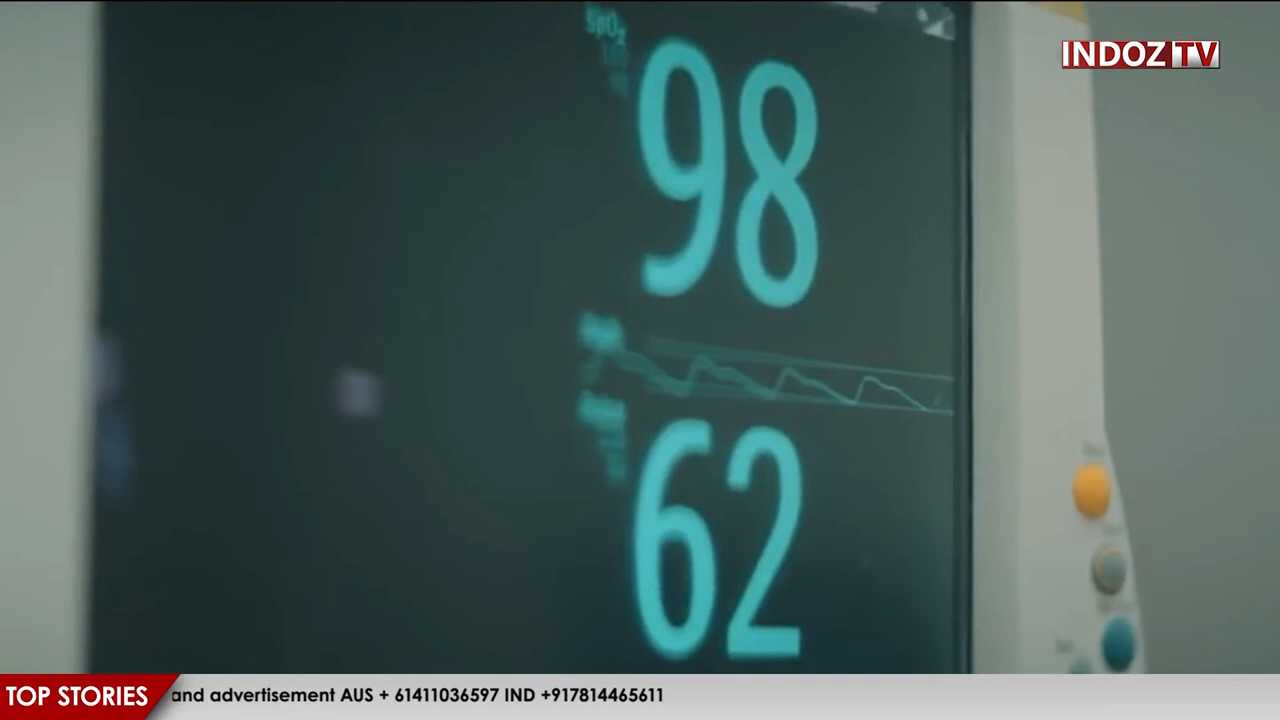 SpO₂
98
62
INDOZ TV
TOP STORIES
and advertisement AUS + 61411036597 IND +917814465611